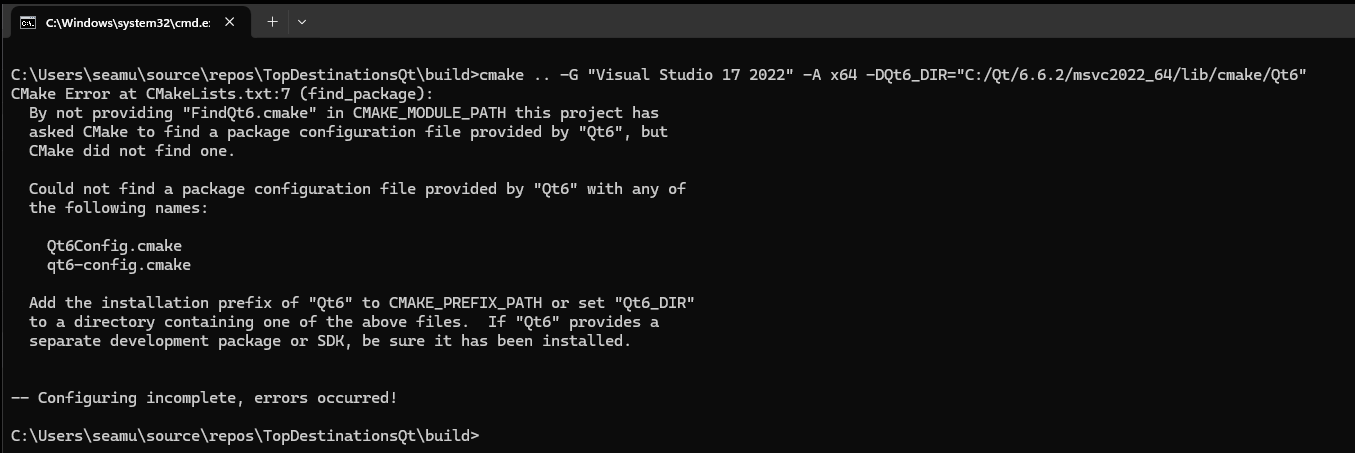 C:\Windows\system32\cmd.e
C:\Users\seamu\source\repos\TopDestinationsQt\build>cmake .. -G "Visual Studio 17 2022" -A x64 -DQt6_DIR="C:/Qt/6.6.2/msvc2022_64/lib/cmake/Qt6"
CMake Error at CMakeLists.txt:7 (find_package):
By not providing "FindQt6.cmake" in CMAKE_MODULE_PATH this project has
asked CMake to find a package configuration file provided by "Qt6", but
CMake did not find one.
Could not find a package configuration file provided by "Qt6" with any of
the following names:
Qt6Config.cmake
qt6-config.cmake
Add the installation prefix of "Qt6" to CMAKE_PREFIX_PATH or set "Qt6_DIR"
to a directory containing one of the above files.  If "Qt6" provides a
separate development package or SDK, be sure it has been installed.
-- Configuring incomplete, errors occurred!
C:\Users\seamu\source\repos\TopDestinationsQt\build>